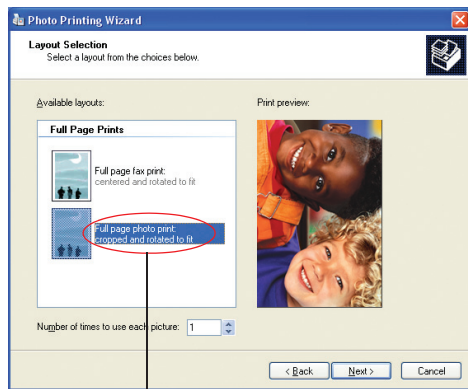 Photo Printing Wizard
Layout Selection
Select a layout from the choices below.
Available layouts:
Print preview:
Full Page Prints
Full page fax print:
centered and rotated to fit
Full page photo print:
cropped and rotated to fit
Number of times to use each picture: 1
< Back Next > Cancel